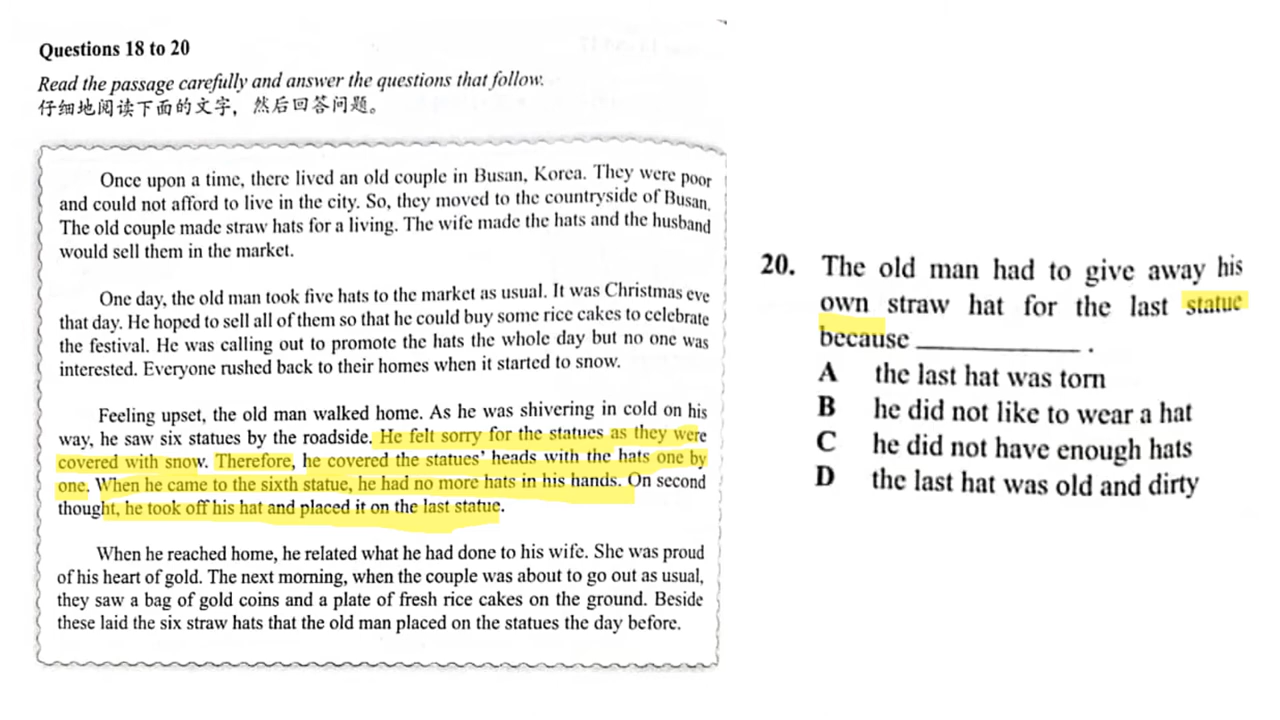 Questions 18 to 20
Read the passage carefully and answer the questions that follow.
仔细地阅读下面的文字，然后回答问题。
Once upon a time, there lived an old couple in Busan, Korea. They were poor
and could not afford to live in the city. So, they moved to the countryside of Busan.
The old couple made straw hats for a living. The wife made the hats and the husband
would sell them in the market.
One day, the old man took five hats to the market as usual. It was Christmas eve
that day. He hoped to sell all of them so that he could buy some rice cakes to celebrate
the festival. He was calling out to promote the hats the whole day but no one was
interested. Everyone rushed back to their homes when it started to snow.
Feeling upset, the old man walked home. As he was shivering in cold on his
way, he saw six statues by the roadside. He felt sorry for the statues as they were
covered with snow. Therefore, he covered the statues' heads with the hats one by
one. When he came to the sixth statue, he had no more hats in his hands. On second
thought, he took off his hat and placed it on the last statue.
When he reached home, he related what he had done to his wife. She was proud
of his heart of gold. The next morning, when the couple was about to go out as usual,
they saw a bag of gold coins and a plate of fresh rice cakes on the ground. Beside
these laid the six straw hats that the old man placed on the statues the day before.
20. The old man had to give away his
own straw hat for the last statue
because ____________.
A the last hat was torn
B he did not like to wear a hat
C he did not have enough hats
D the last hat was old and dirty